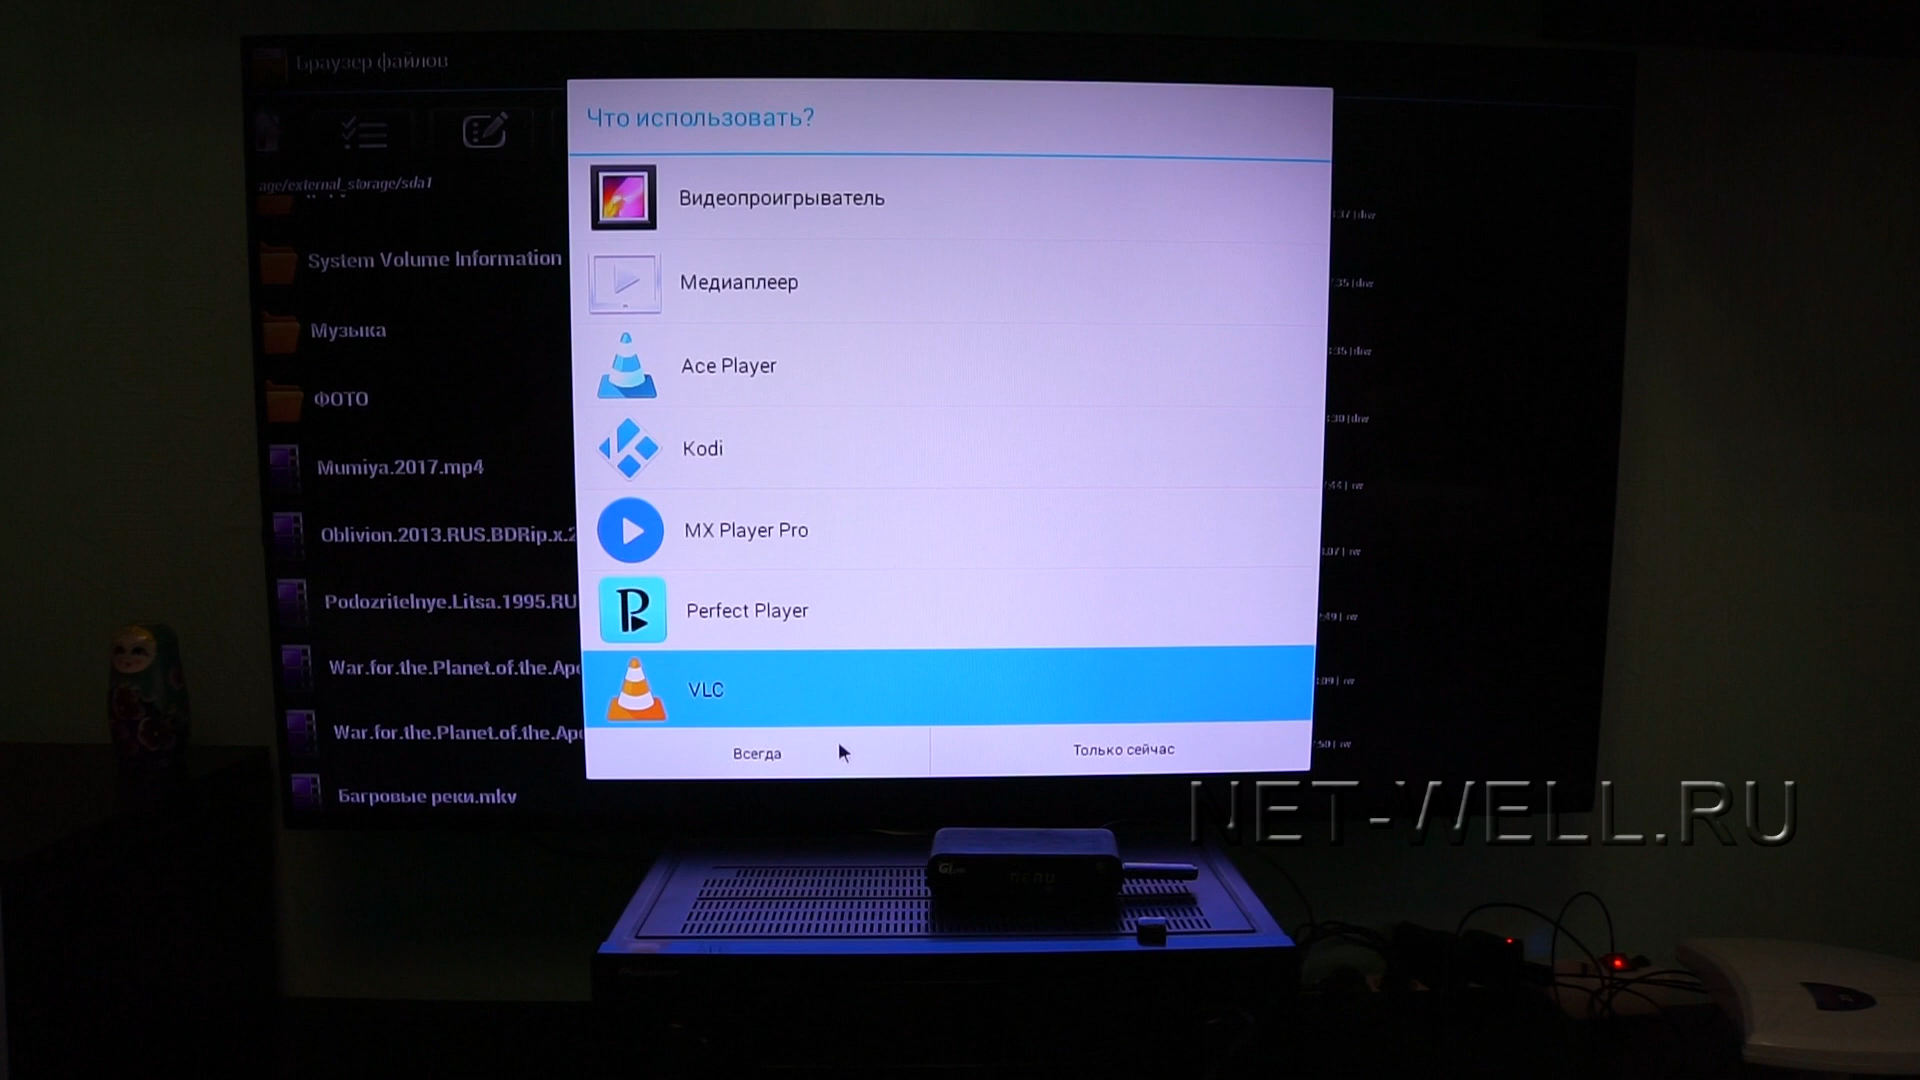 Браузер файлов
age/external_storage/sda1
System Volume Information
Музыка
ФОТО
Mumiya.2017.mp4
Oblivion.2013.RUS.BDRip.x.2
Podozritelnye.Litsa.1995.RU
War.for.the.Planet.of.the.Ap
War.for.the.Planet.of.the.Ap
Багровые реки.mkv
Что использовать?
Видеопроигрыватель
Медиаплеер
Ace Player
Kodi
MX Player Pro
Perfect Player
VLC
Всегда
Только сейчас
NET-WELL.RU
MENU
Pioneer